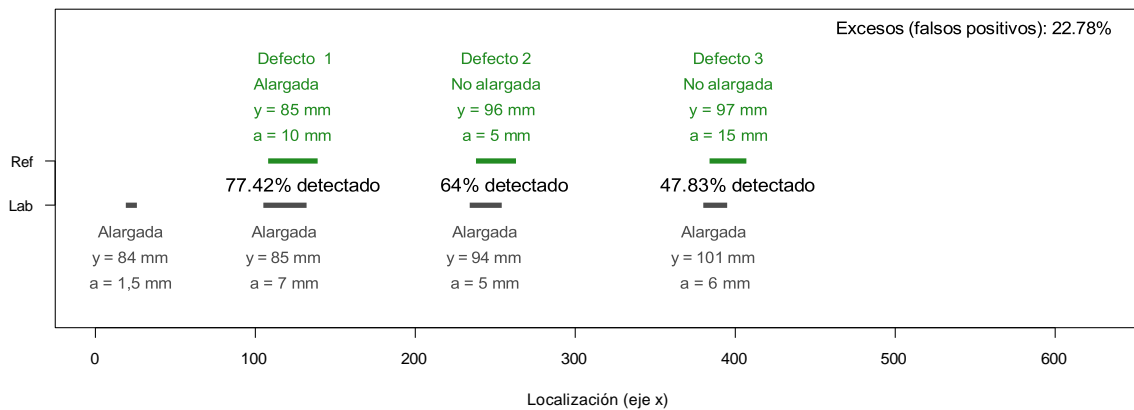 Excesos (falsos positivos): 22.78%
Defecto 1
Alargada
y = 85 mm
a = 10 mm
Defecto 2
No alargada
y = 96 mm
a = 5 mm
Defecto 3
No alargada
y = 97 mm
a = 15 mm
Ref
77.42% detectado
64% detectado
47.83% detectado
Lab
Alargada
y = 84 mm
a = 1,5 mm
Alargada
y = 85 mm
a = 7 mm
Alargada
y = 94 mm
a = 5 mm
Alargada
y = 101 mm
a = 6 mm
0 100 200 300 400 500 600
Localización (eje x)